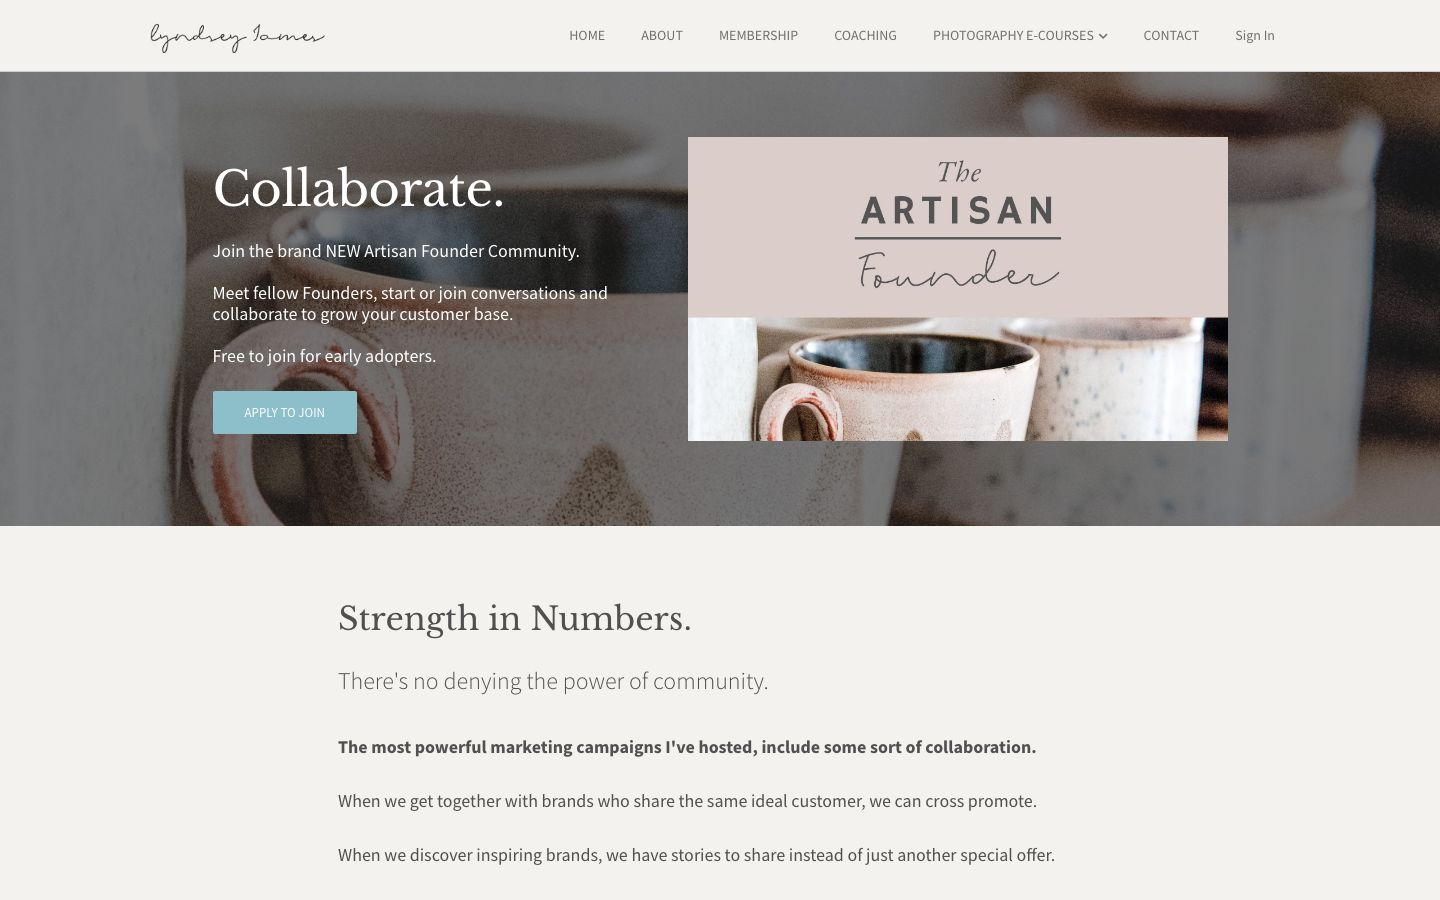 lyndsey James
HOME
ABOUT
MEMBERSHIP
COACHING
PHOTOGRAPHY E-COURSES
CONTACT
Sign In
Collaborate.
Join the brand NEW Artisan Founder Community.
Meet fellow Founders, start or join conversations and
collaborate to grow your customer base.
Free to join for early adopters.
APPLY TO JOIN
The
ARTISAN
Founder
Strength in Numbers.
There's no denying the power of community.
The most powerful marketing campaigns I've hosted, include some sort of collaboration.
When we get together with brands who share the same ideal customer, we can cross promote.
When we discover inspiring brands, we have stories to share instead of just another special offer.